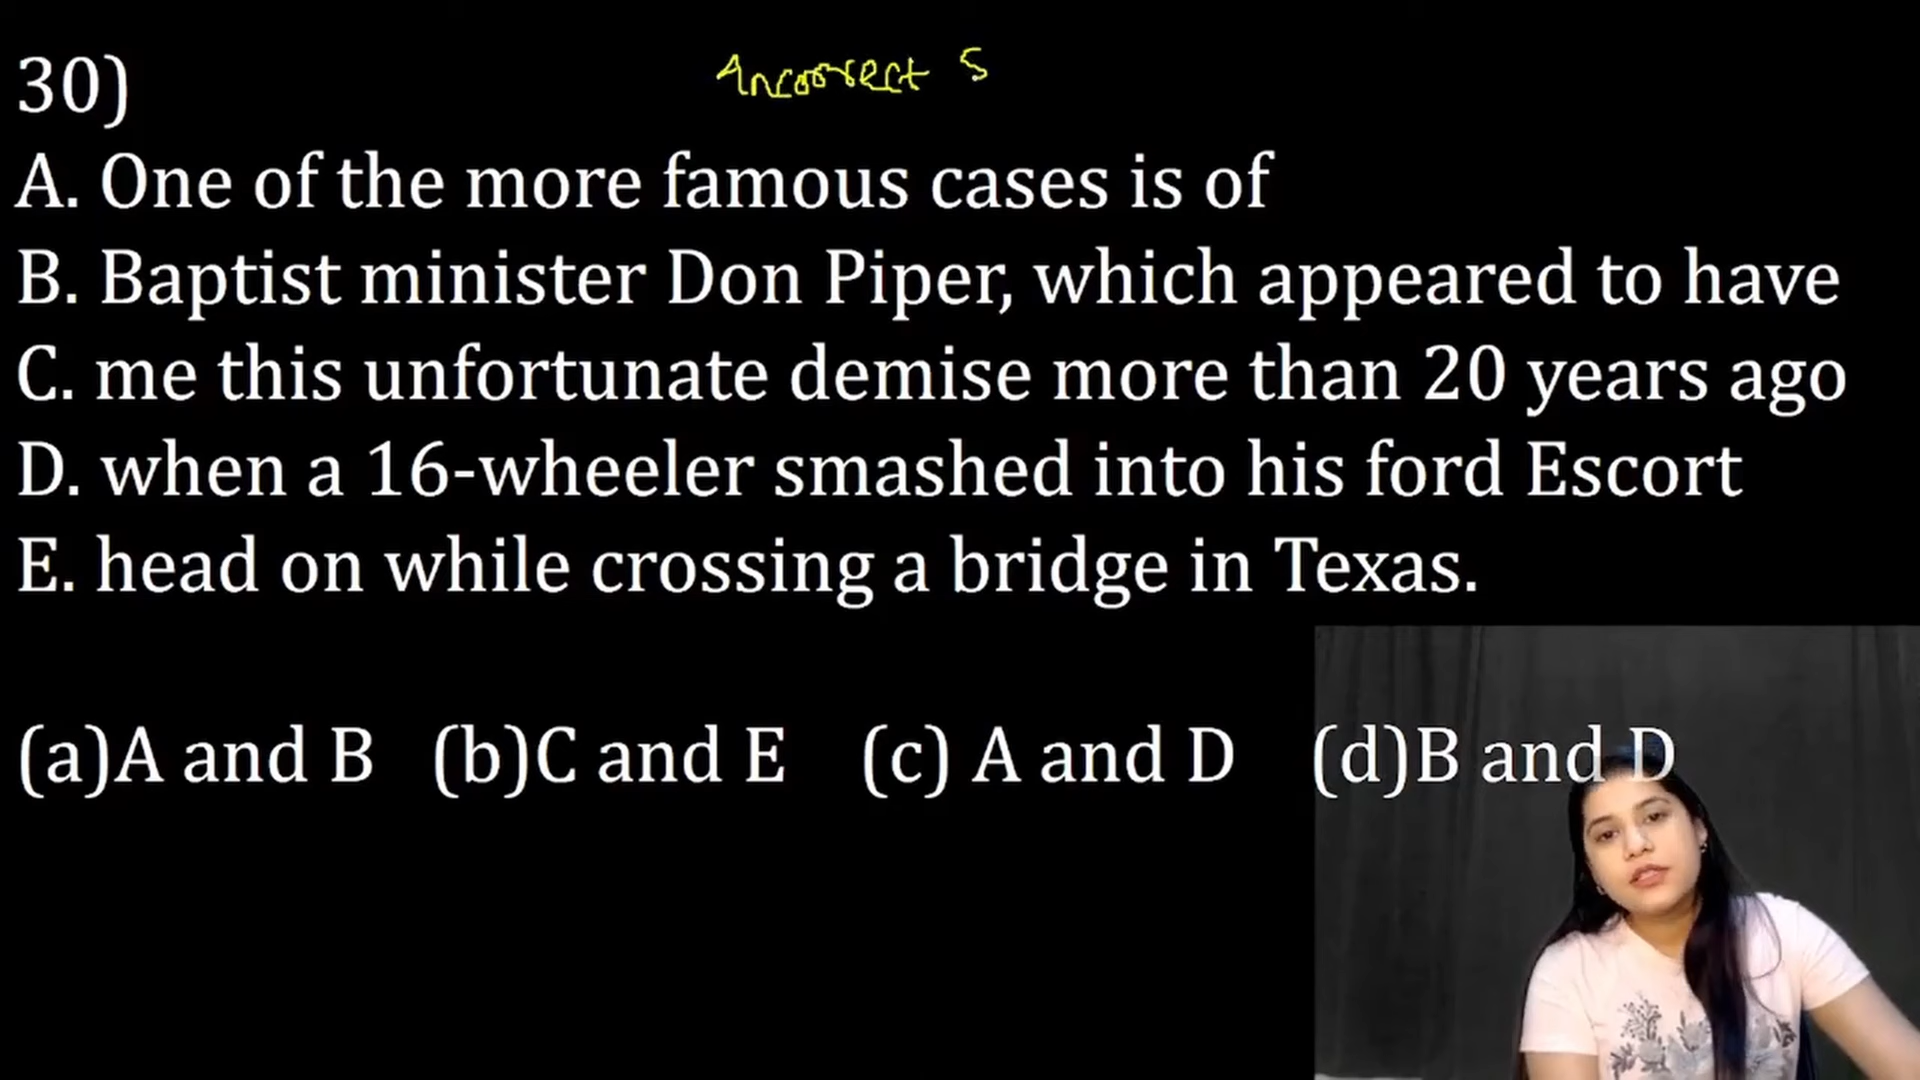 30)
Incorrect S
A. One of the more famous cases is of
B. Baptist minister Don Piper, which appeared to have
C. me this unfortunate demise more than 20 years ago
D. when a 16-wheeler smashed into his ford Escort
E. head on while crossing a bridge in Texas.
(a)A and B (b)C and E (c) A and D (d)B and D